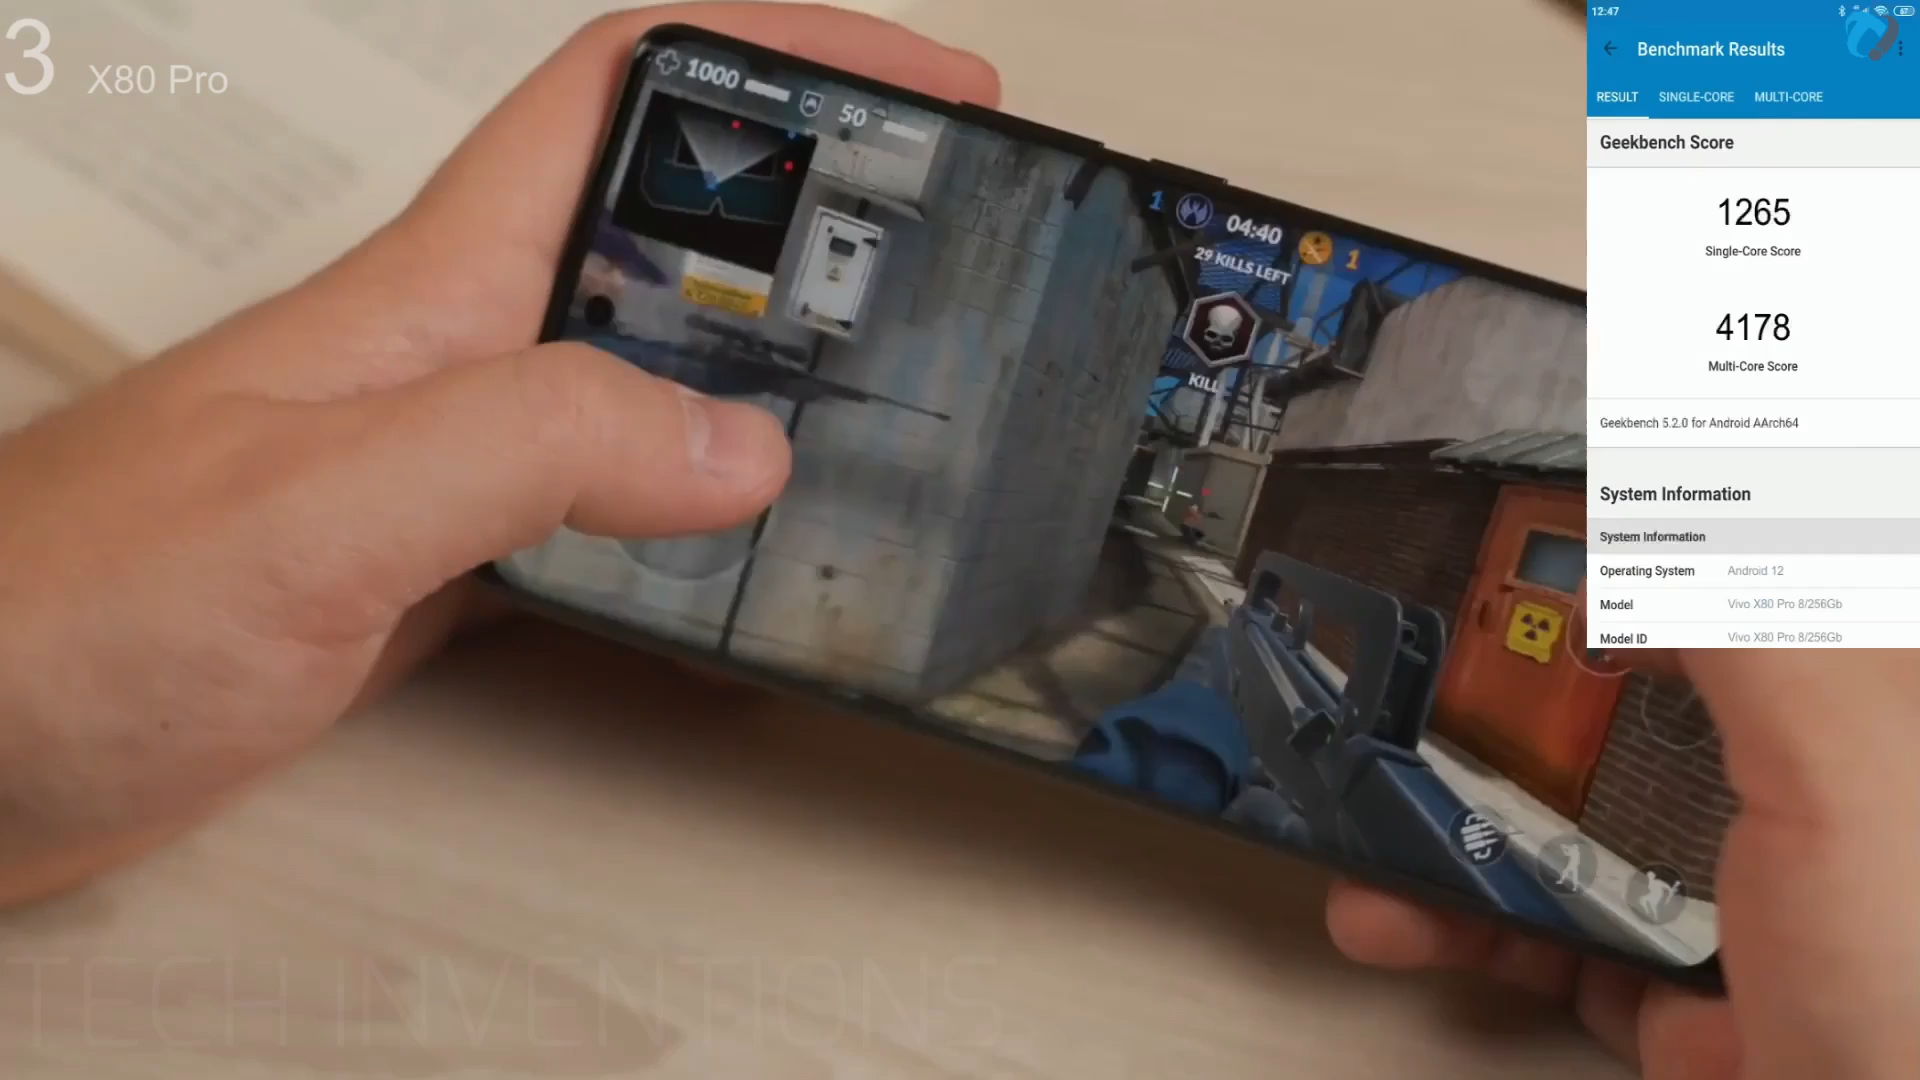 3
X80 Pro
1000
50
1
04:40
1
29 KILLS LEFT
KILL
12:47
67
Benchmark Results
RESULT
SINGLE-CORE
MULTI-CORE
Geekbench Score
1265
Single-Core Score
4178
Multi-Core Score
Geekbench 5.2.0 for Android AArch64
System Information
System Information
Operating System
Android 12
Model
Vivo X80 Pro 8/256Gb
Model ID
Vivo X80 Pro 8/256Gb
TECH INVENTIONS